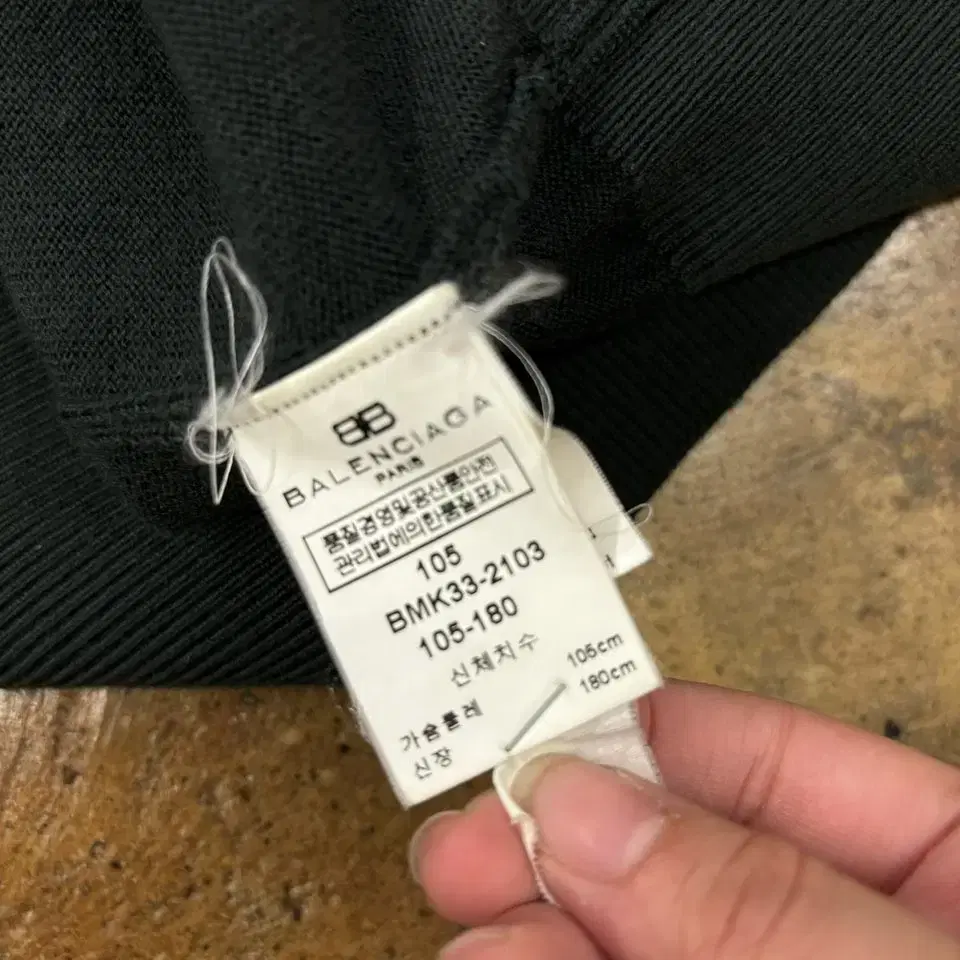 BB
BALENCIAGA
PARIS
품질경영및공산품안전
관리법에의한품질표시
105
BMK33-2103
105-180
신체치수
가슴둘레 105cm
신장 180cm